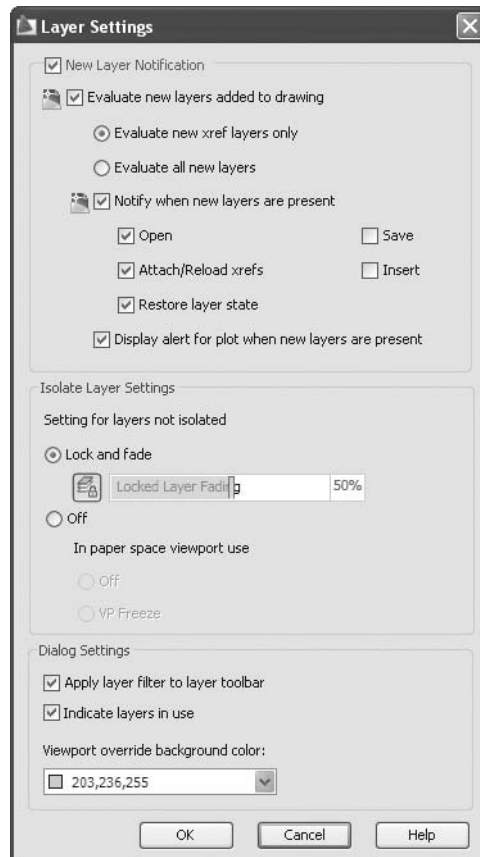 Layer Settings
New Layer Notification
Evaluate new layers added to drawing
Evaluate new xref layers only
Evaluate all new layers
Notify when new layers are present
Open Save
Attach/Reload xrefs Insert
Restore layer state
Display alert for plot when new layers are present
Isolate Layer Settings
Setting for layers not isolated
Lock and fade
Locked Layer Fading 50%
Off
In paper space viewport use
Off
VP Freeze
Dialog Settings
Apply layer filter to layer toolbar
Indicate layers in use
Viewport override background color:
203,236,255
OK Cancel Help